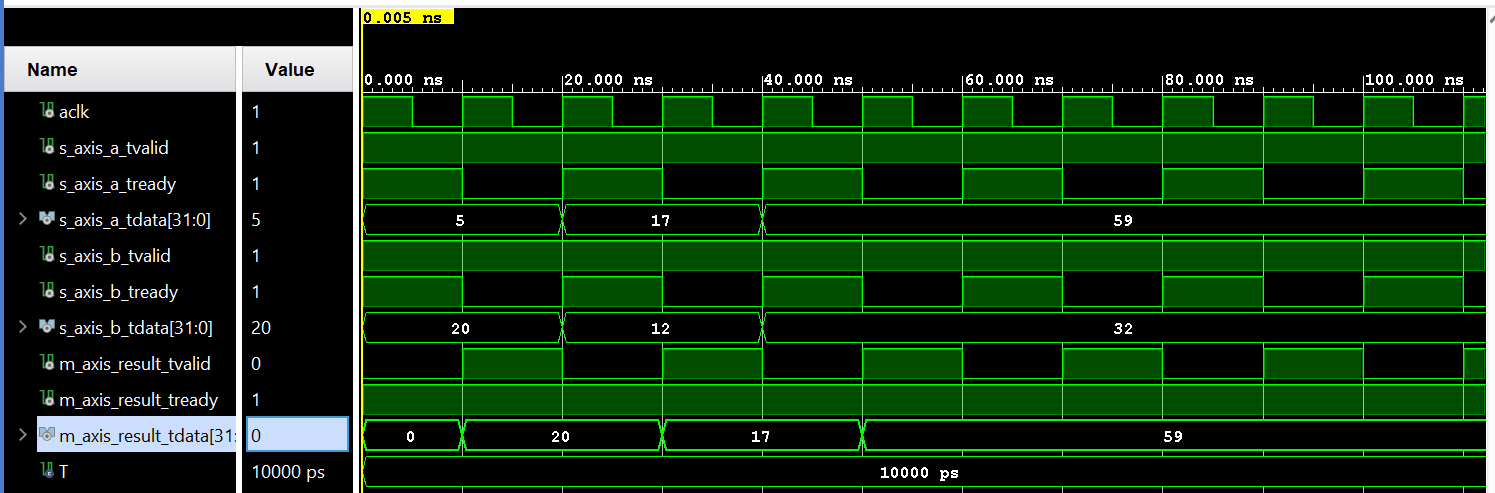 0.005 ns
Name Value
0.000 ns 20.000 ns 40.000 ns 60.000 ns 80.000 ns 100.000 ns
aclk 1
s_axis_a_tvalid 1
s_axis_a_tready 1
s_axis_a_tdata[31:0] 5 5 17 59
s_axis_b_tvalid 1
s_axis_b_tready 1
s_axis_b_tdata[31:0] 20 20 12 32
m_axis_result_tvalid 0
m_axis_result_tready 1
m_axis_result_tdata[31: 0 0 20 17 59
T 10000 ps 10000 ps